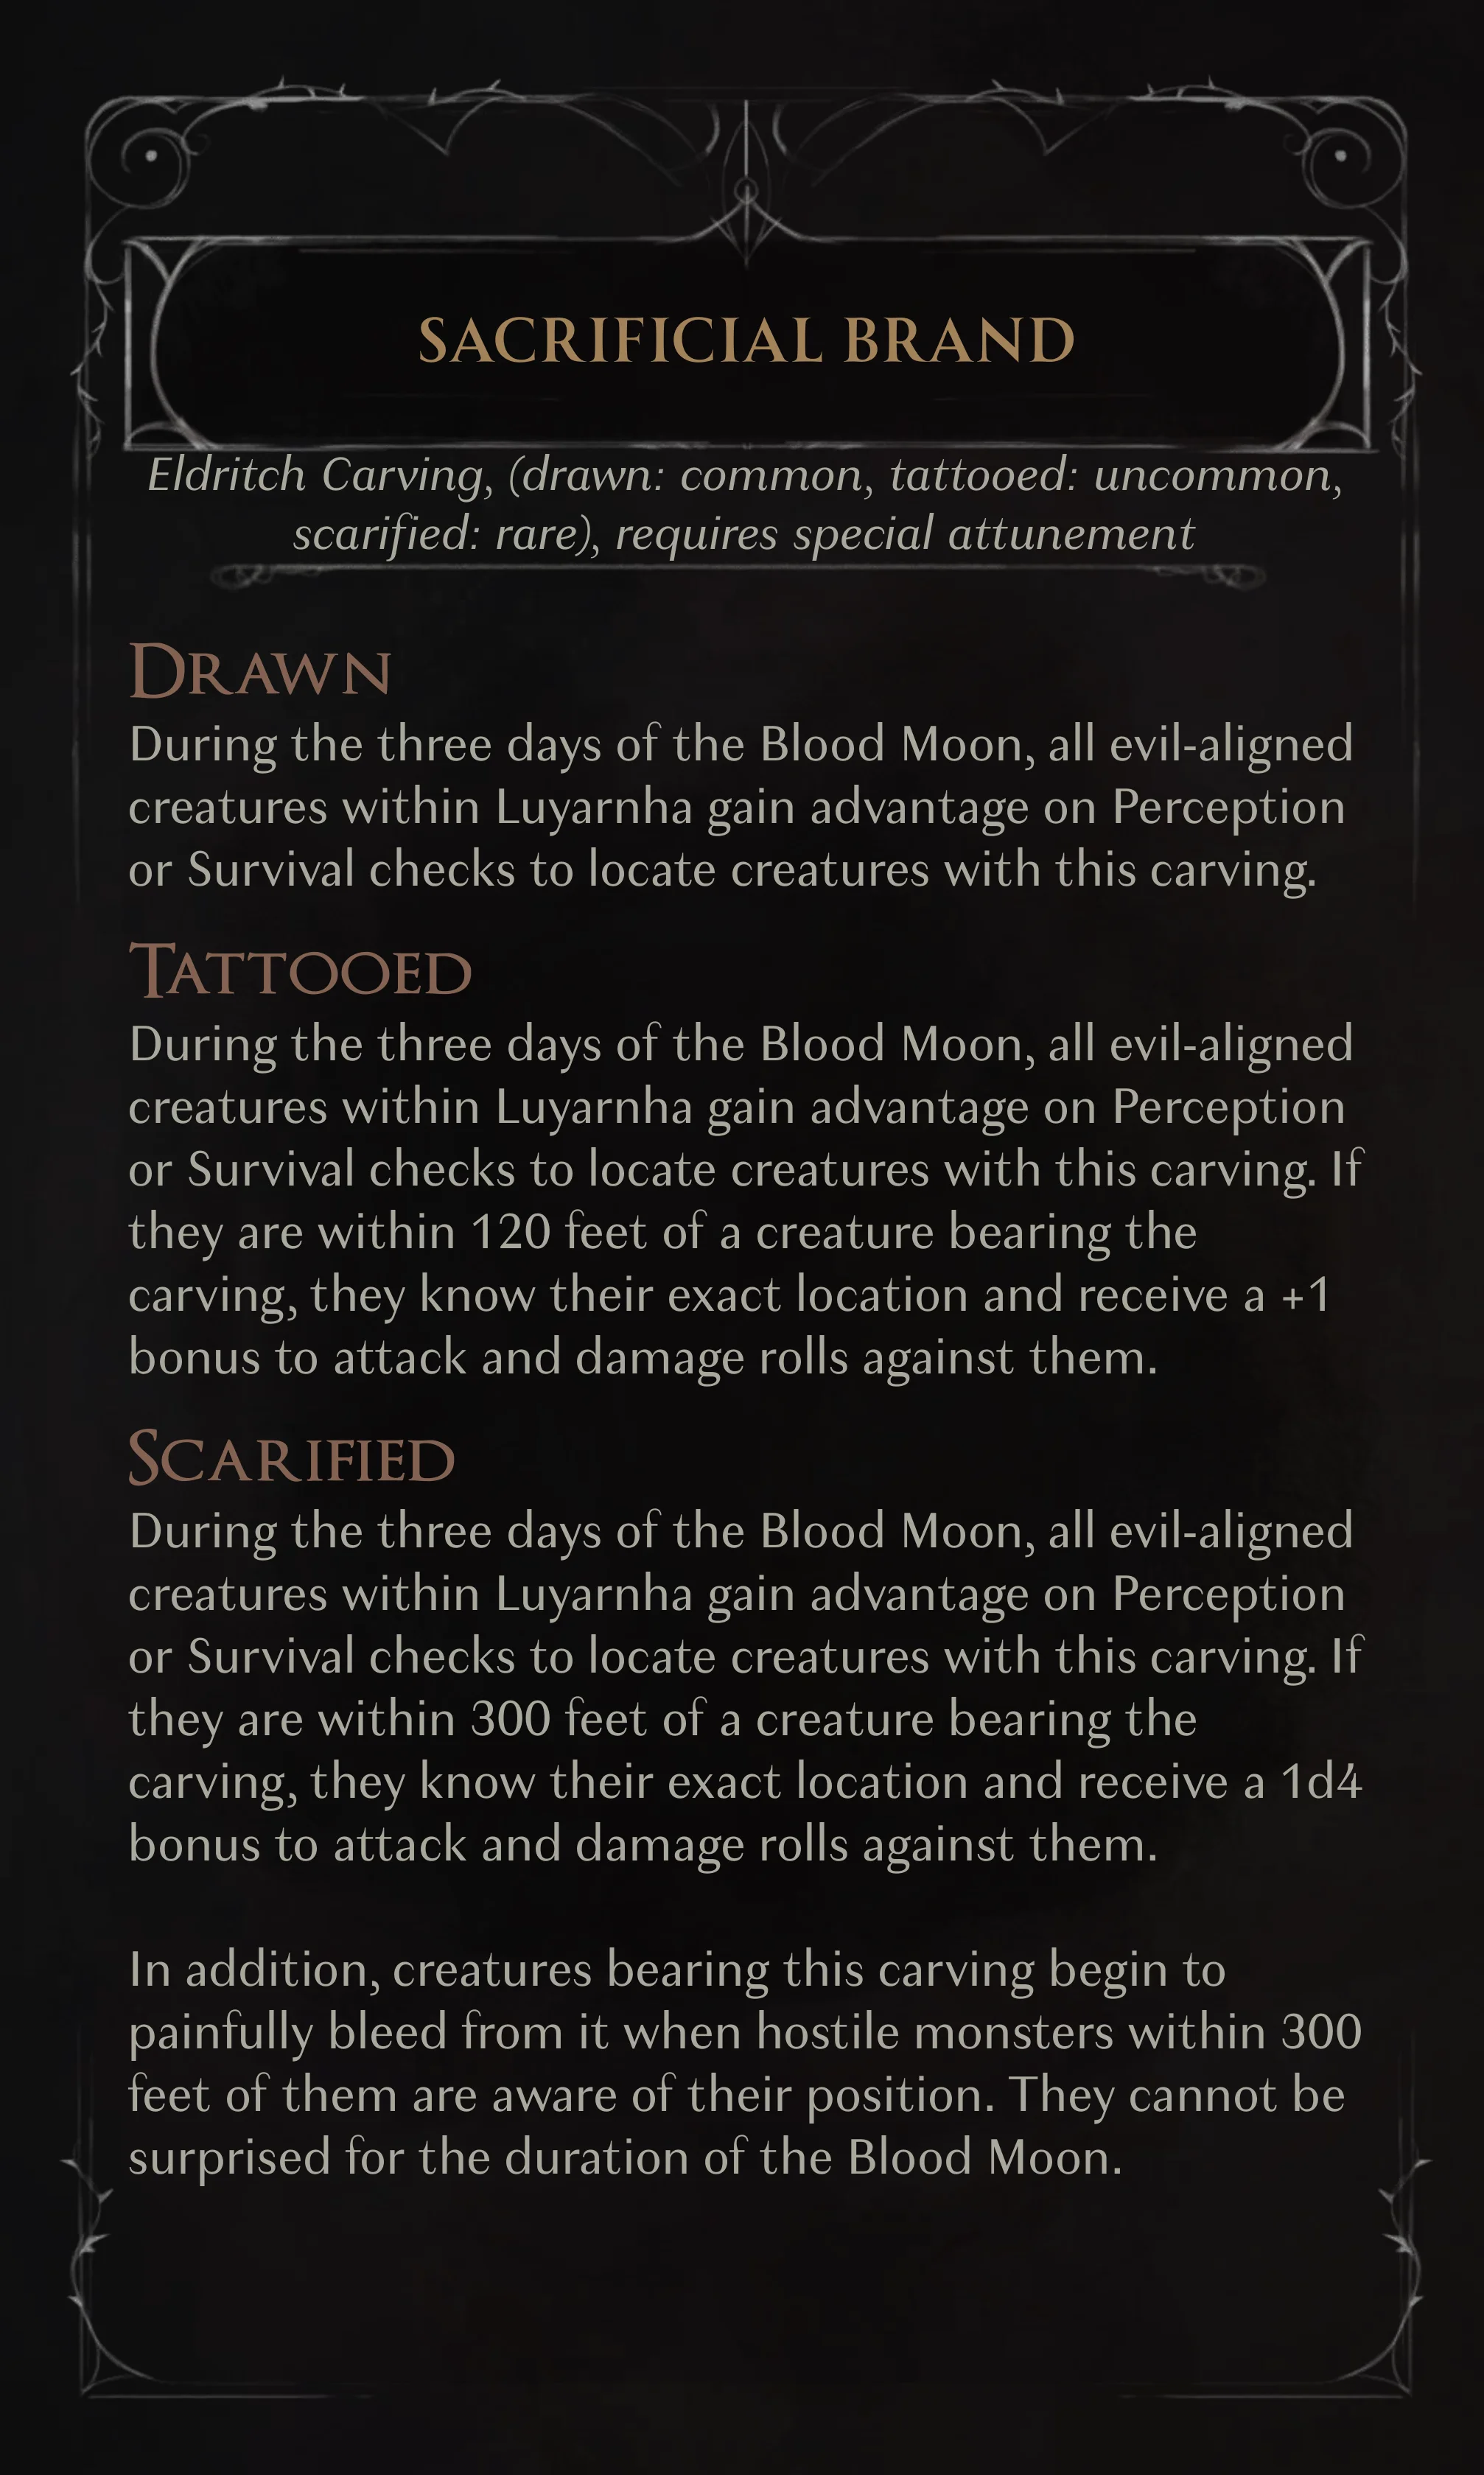 SACRIFICIAL BRAND
Eldritch Carving, (drawn: common, tattooed: uncommon,
scarified: rare), requires special attunement
DRAWN
During the three days of the Blood Moon, all evil-aligned
creatures within Luyarnha gain advantage on Perception
or Survival checks to locate creatures with this carving.
TATTOOED
During the three days of the Blood Moon, all evil-aligned
creatures within Luyarnha gain advantage on Perception
or Survival checks to locate creatures with this carving. If
they are within 120 feet of a creature bearing the
carving, they know their exact location and receive a +1
bonus to attack and damage rolls against them.
SCARIFIED
During the three days of the Blood Moon, all evil-aligned
creatures within Luyarnha gain advantage on Perception
or Survival checks to locate creatures with this carving. If
they are within 300 feet of a creature bearing the
carving, they know their exact location and receive a 1d4
bonus to attack and damage rolls against them.
In addition, creatures bearing this carving begin to
painfully bleed from it when hostile monsters within 300
feet of them are aware of their position. They cannot be
surprised for the duration of the Blood Moon.